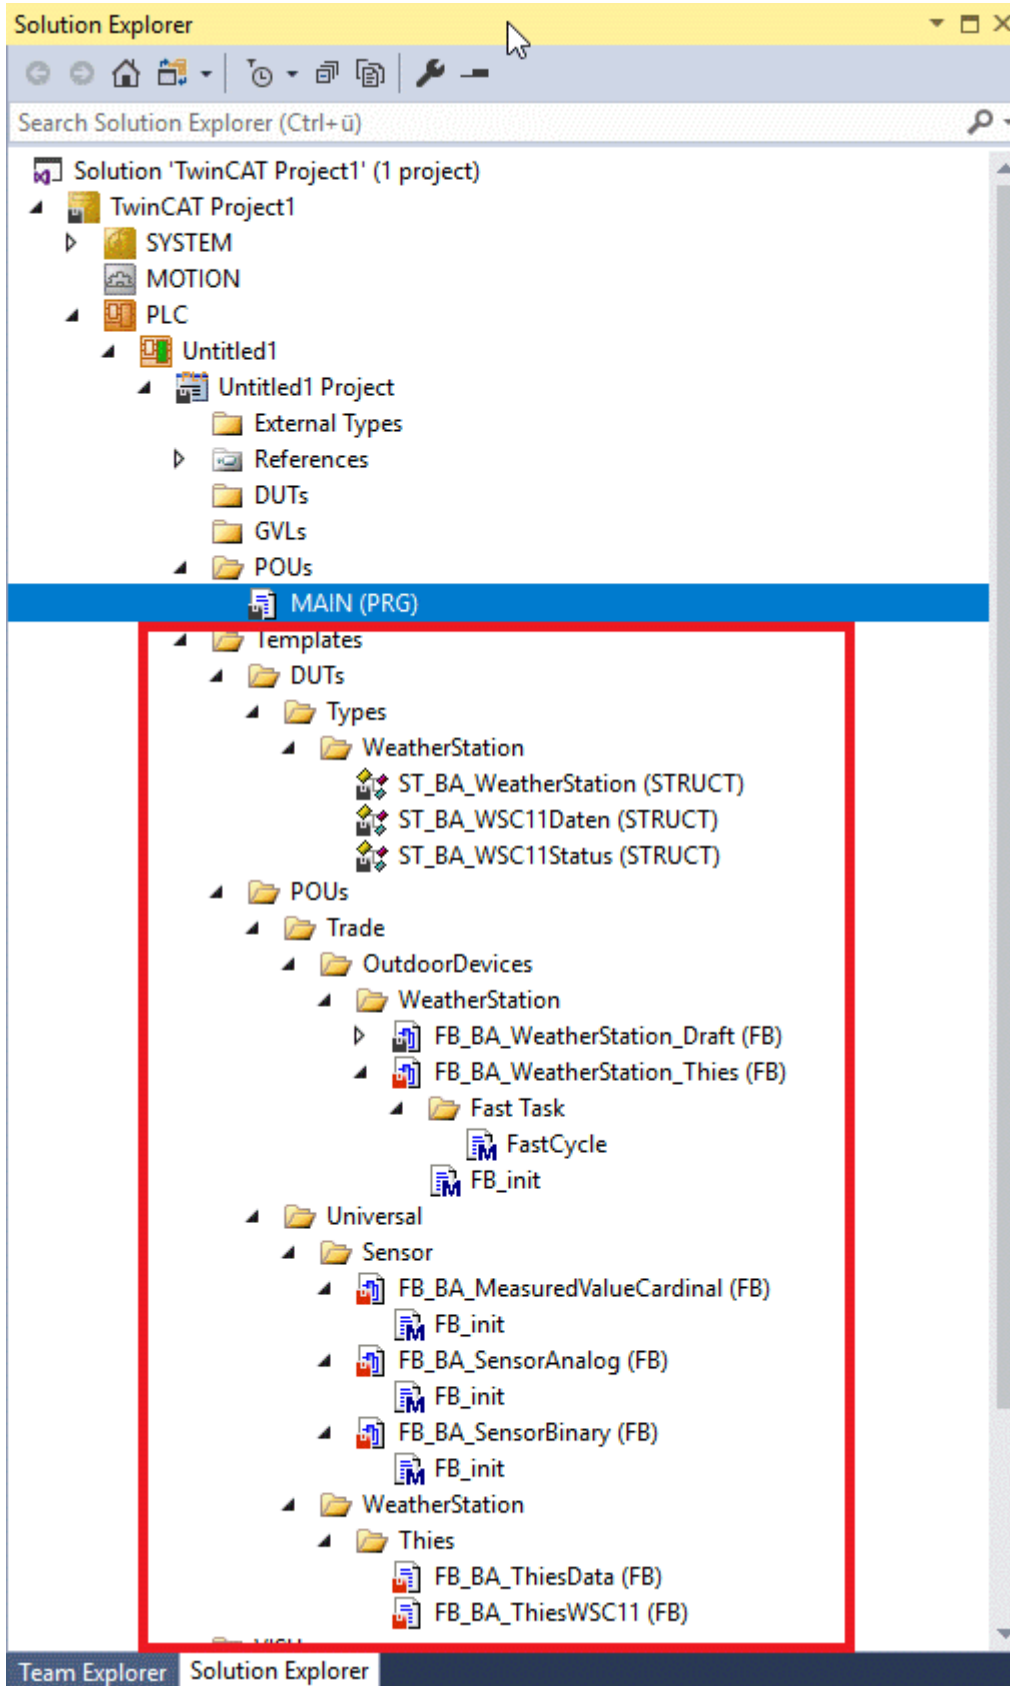 Solution Explorer
Search Solution Explorer (Ctrl+ü)
Solution 'TwinCAT Project1' (1 project)
TwinCAT Project1
SYSTEM
MOTION
PLC
Untitled1
Untitled1 Project
External Types
References
DUTs
GVLs
POUs
MAIN (PRG)
Templates
DUTs
Types
WeatherStation
ST_BA_WeatherStation (STRUCT)
ST_BA_WSC11Daten (STRUCT)
ST_BA_WSC11Status (STRUCT)
POUs
Trade
OutdoorDevices
WeatherStation
FB_BA_WeatherStation_Draft (FB)
FB_BA_WeatherStation_Thies (FB)
Fast Task
FastCycle
FB_init
Universal
Sensor
FB_BA_MeasuredValueCardinal (FB)
FB_init
FB_BA_SensorAnalog (FB)
FB_init
FB_BA_SensorBinary (FB)
FB_init
WeatherStation
Thies
FB_BA_ThiesData (FB)
FB_BA_ThiesWSC11 (FB)
Team Explorer Solution Explorer